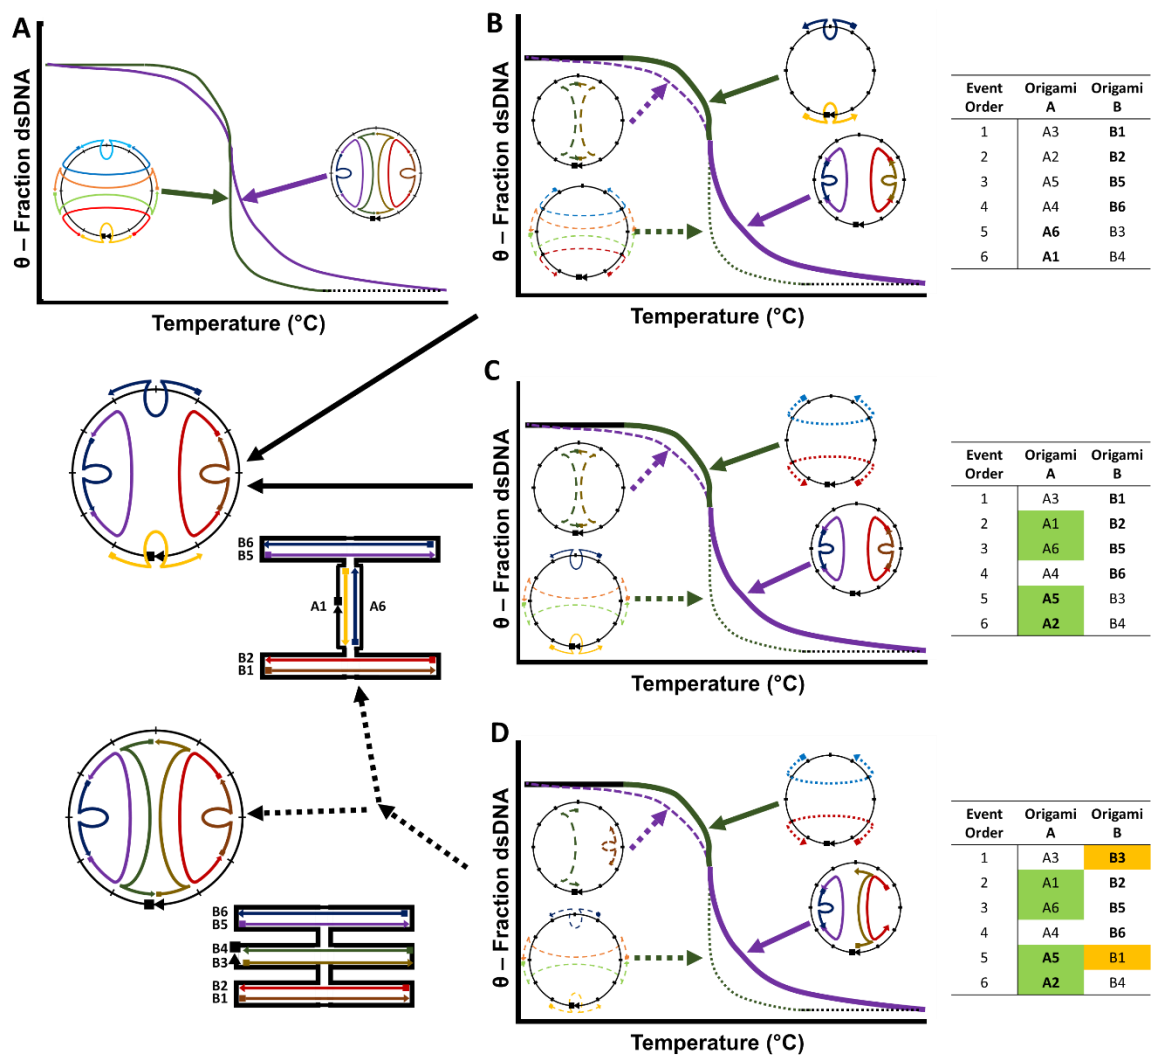 A
θ – Fraction dsDNA
Temperature (°C)
B
θ – Fraction dsDNA
Temperature (°C)
Event Order Origami A Origami B
1 A3 B1
2 A2 B2
3 A5 B5
4 A4 B6
5 A6 B3
6 A1 B4
B6
B5
A1 A6
B2
B1
C
θ – Fraction dsDNA
Temperature (°C)
Event Order Origami A Origami B
1 A3 B1
2 A1 B2
3 A6 B5
4 A4 B6
5 A5 B3
6 A2 B4
B6
B5
B4
B3
B2
B1
D
θ – Fraction dsDNA
Temperature (°C)
Event Order Origami A Origami B
1 A3 B3
2 A1 B2
3 A6 B5
4 A4 B6
5 A5 B1
6 A2 B4